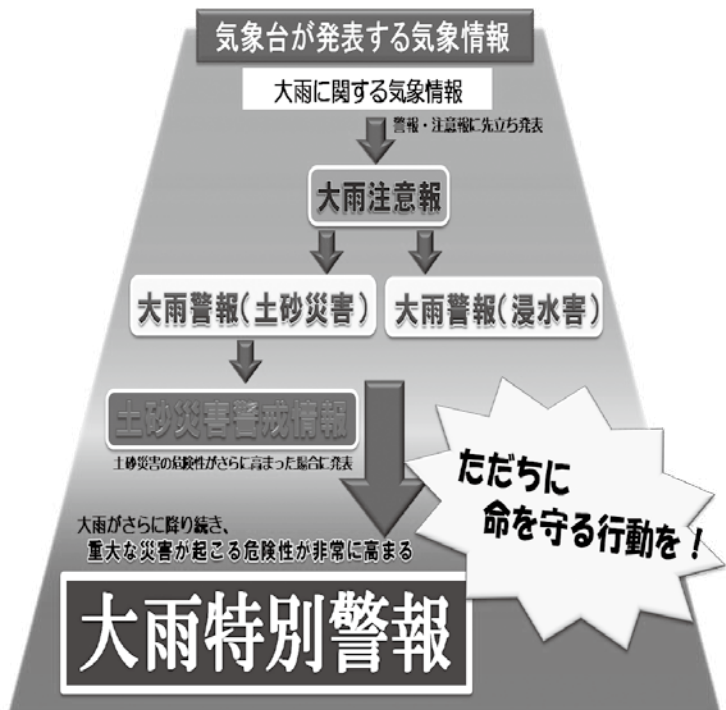 気象台が発表する気象情報
大雨に関する気象情報
警報・注意報に先立ち発表
大雨注意報
大雨警報(土砂災害)
大雨警報(浸水害)
土砂災害警戒情報
土砂災害の危険性がさらに高まった場合に発表
ただちに
命を守る行動を!
大雨がさらに降り続き、
重大な災害が起こる危険性が非常に高まる
大雨特別警報